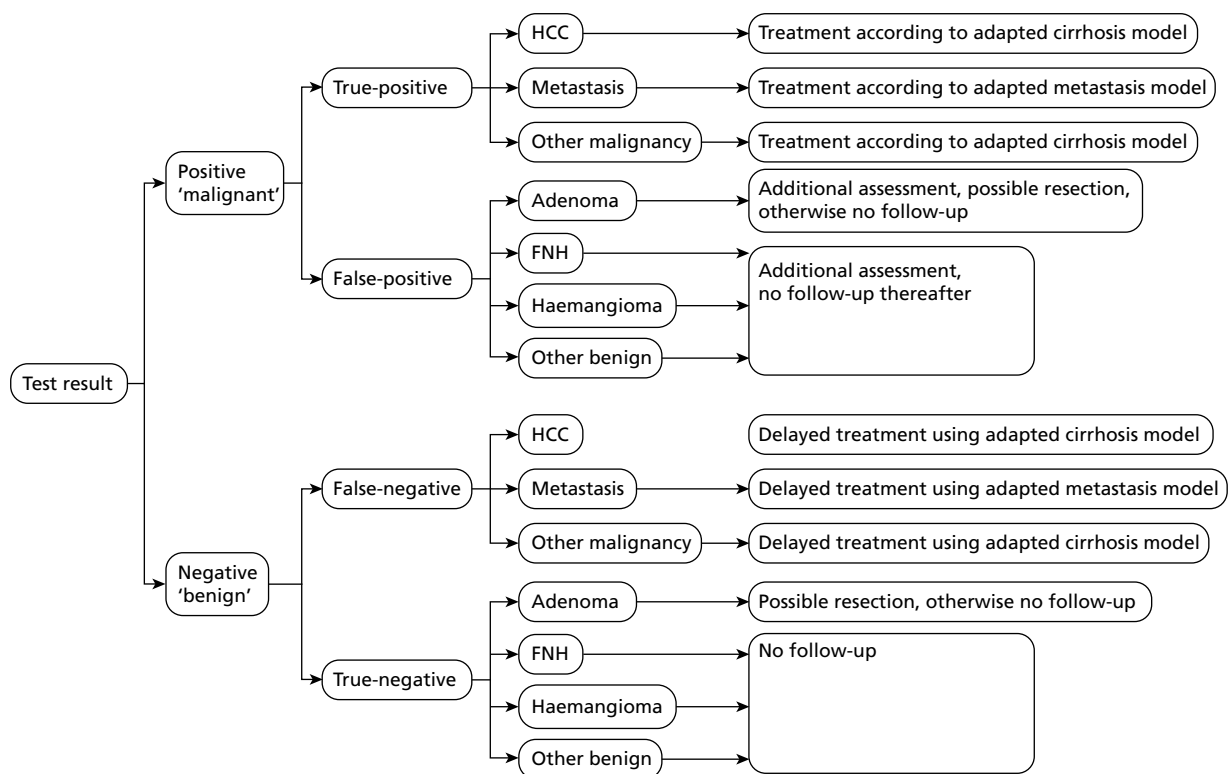 Test result
Positive
‘malignant’
True-positive
HCC
Treatment according to adapted cirrhosis model
Metastasis
Treatment according to adapted metastasis model
Other malignancy
Treatment according to adapted cirrhosis model
False-positive
Adenoma
Additional assessment, possible resection,
otherwise no follow-up
FNH
Haemangioma
Other benign
Additional assessment,
no follow-up thereafter
Negative
‘benign’
False-negative
HCC
Delayed treatment using adapted cirrhosis model
Metastasis
Delayed treatment using adapted metastasis model
Other malignancy
Delayed treatment using adapted cirrhosis model
True-negative
Adenoma
Possible resection, otherwise no follow-up
FNH
Haemangioma
Other benign
No follow-up